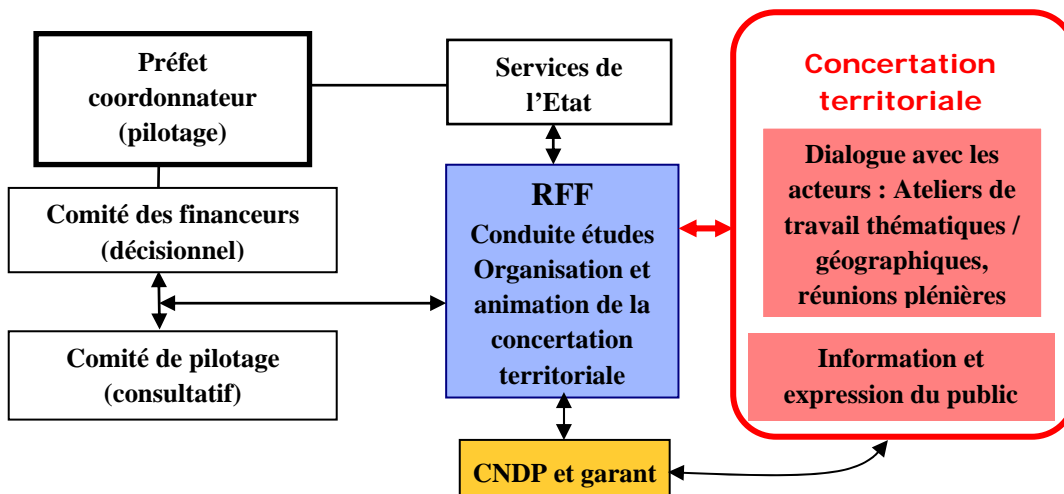 Préfet
coordonnateur
(pilotage)
Services de
l'Etat
Comité des financeurs
(décisionnel)
Comité de pilotage
(consultatif)
RFF
Conduite études
Organisation et
animation de la
concertation
territoriale
CNDP et garant
Concertation
territoriale
Dialogue avec les
acteurs : Ateliers de
travail thématiques /
géographiques,
réunions plénières
Information et
expression du public